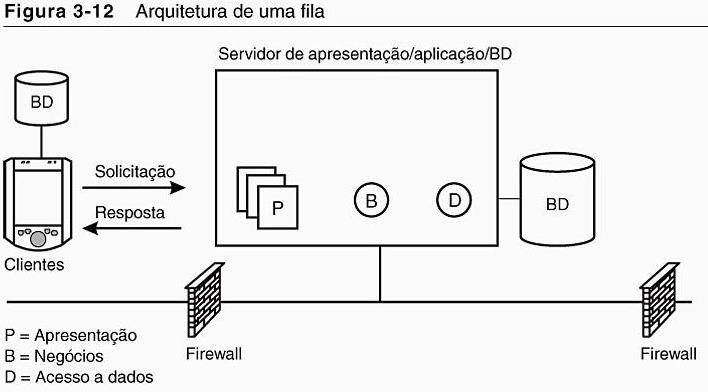 Figura 3-12 Arquitetura de uma fila
Servidor de apresentação/aplicação/BD
BD
Solicitação
Resposta
P
B
D
BD
Clientes
Firewall
Firewall
P = Apresentação
B = Negócios
D = Acesso a dados